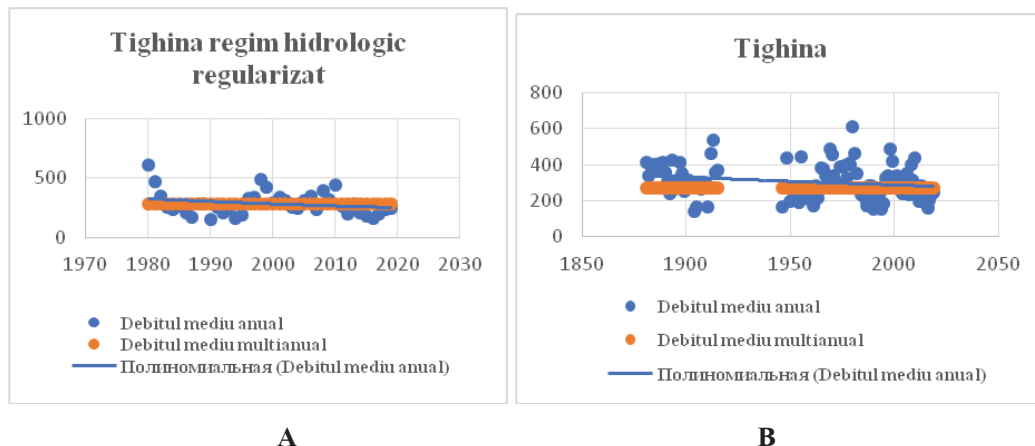 Tighina regim hidrologic
regularizat
1000
500
0
1970 1980 1990 2000 2010 2020 2030
Debitul mediu anual
Debitul mediu multianual
Полиномиальная (Debitul mediu anual)
A
Tighina
800
600
400
200
0
1850 1900 1950 2000 2050
Debitul mediu anual
Debitul mediu multianual
Полиномиальная (Debitul mediu anual)
B